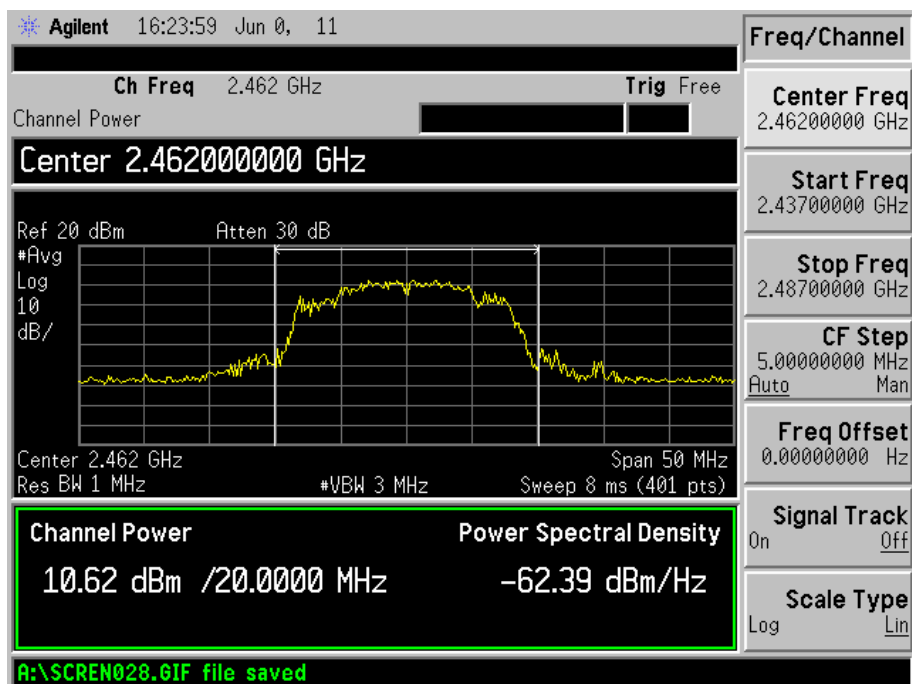 Agilent 16:23:59 Jun 0, 11
Ch Freq 2.462 GHz Trig Free
Channel Power
Center 2.462000000 GHz
Ref 20 dBm Atten 30 dB
#Avg
Log
10
dB/
Center 2.462 GHz Span 50 MHz
Res BW 1 MHz #VBW 3 MHz Sweep 8 ms (401 pts)
Channel Power Power Spectral Density
10.62 dBm /20.0000 MHz -62.39 dBm/Hz
A:\SCREN028.GIF file saved
Freq/Channel
Center Freq
2.46200000 GHz
Start Freq
2.43700000 GHz
Stop Freq
2.48700000 GHz
CF Step
5.00000000 MHz
Auto Man
Freq Offset
0.00000000 Hz
Signal Track
On Off
Scale Type
Log Lin